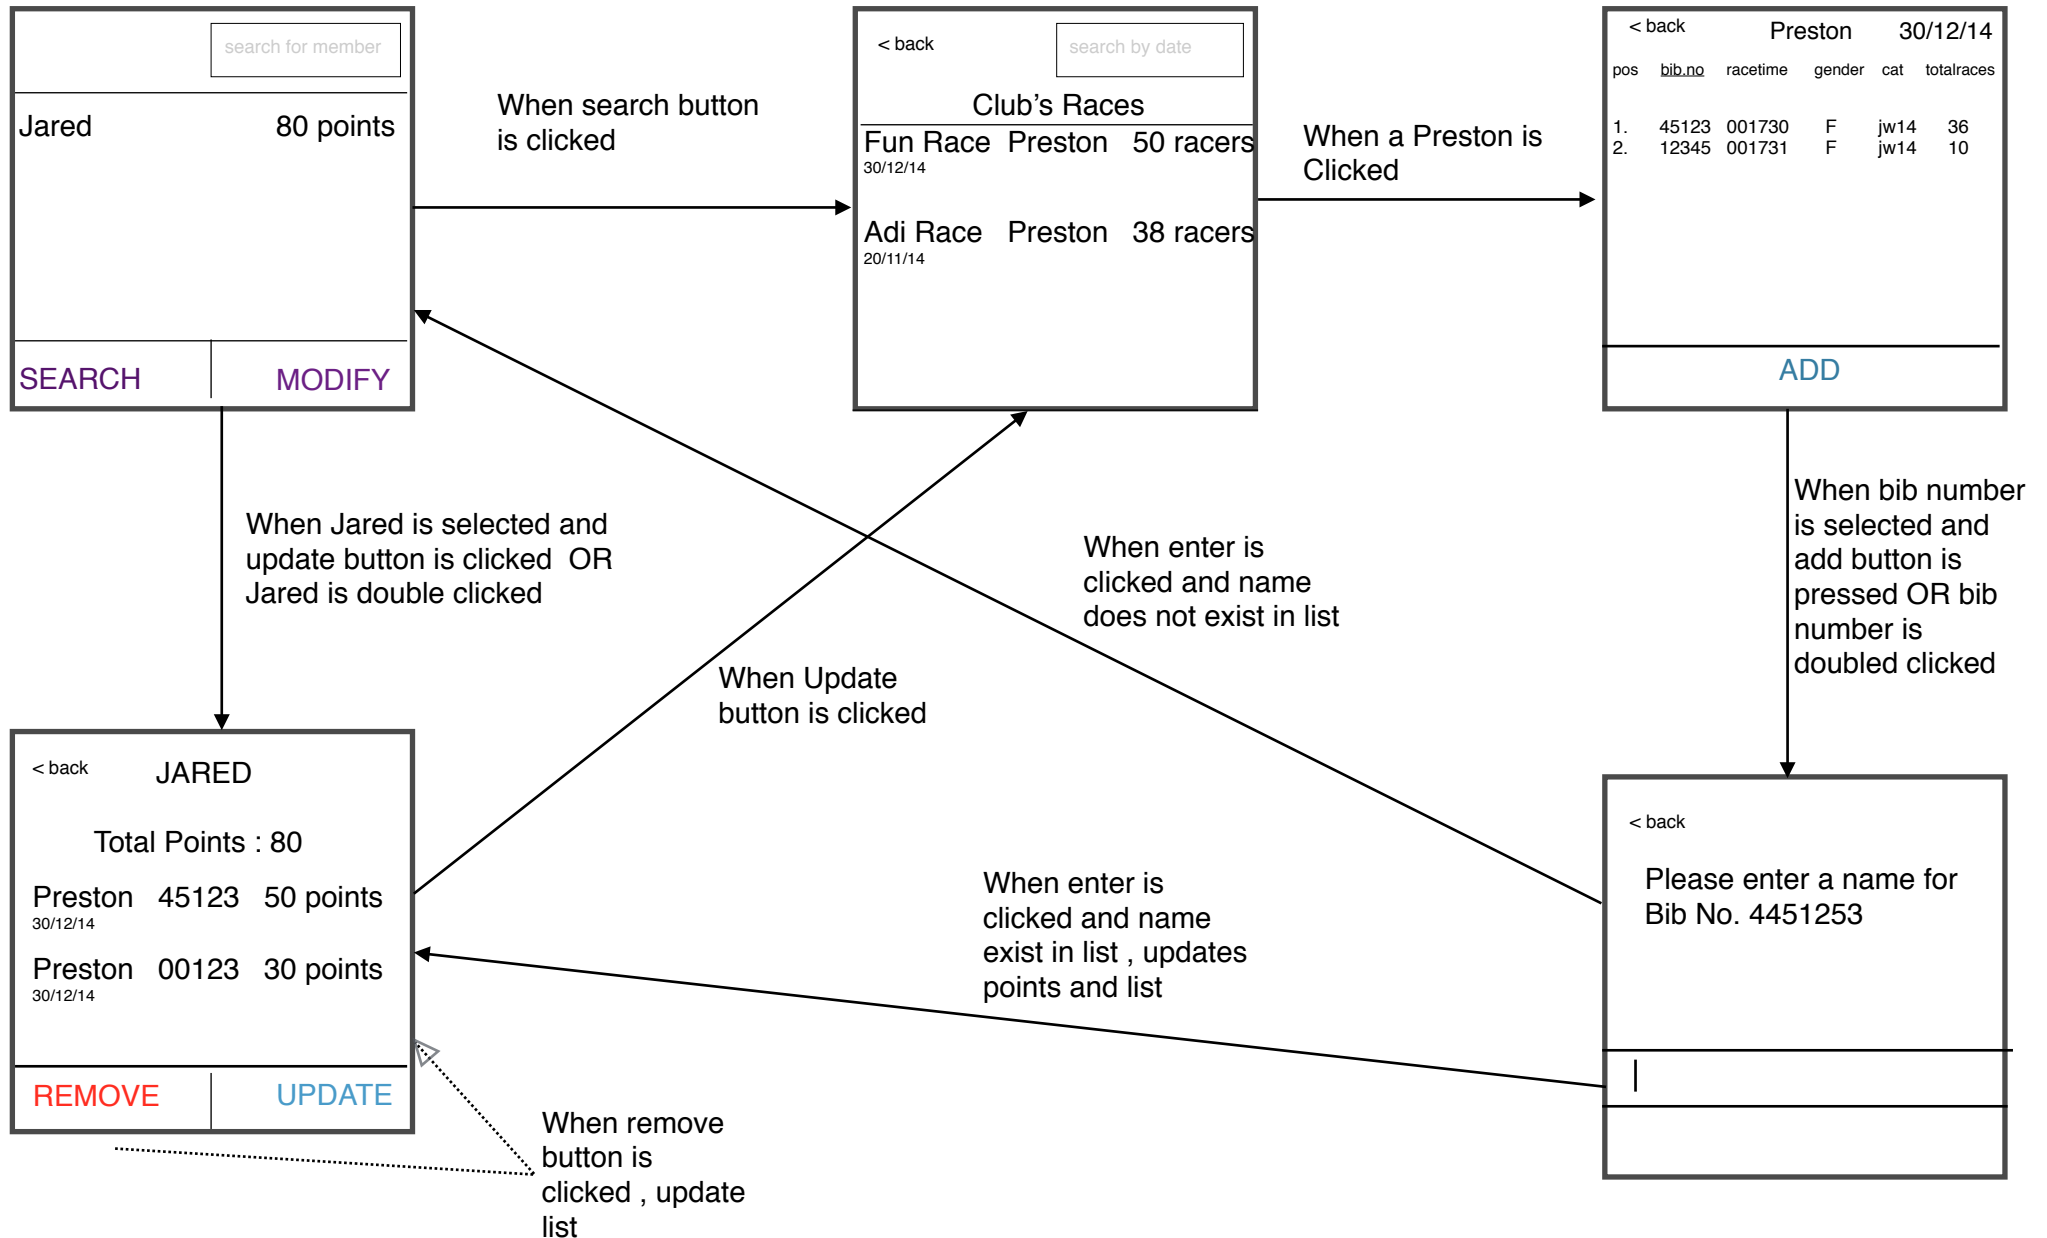 search for member
Jared 80 points
SEARCH MODIFY
When search button
is clicked
< back search by date
Club's Races
Fun Race Preston 50 racers
30/12/14
Adi Race Preston 38 racers
20/11/14
When a Preston is
Clicked
< back Preston 30/12/14
pos bib.no racetime gender cat totalraces
1. 45123 001730 F jw14 36
2. 12345 001731 F jw14 10
ADD
When Jared is selected and
update button is clicked OR
Jared is double clicked
When enter is
clicked and name
does not exist in list
When bib number
is selected and
add button is
pressed OR bib
number is
doubled clicked
When Update
button is clicked
< back JARED
Total Points : 80
Preston 45123 50 points
30/12/14
Preston 00123 30 points
30/12/14
REMOVE UPDATE
When enter is
clicked and name
exist in list , updates
points and list
< back
Please enter a name for
Bib No. 4451253
When remove
button is
clicked , update
list